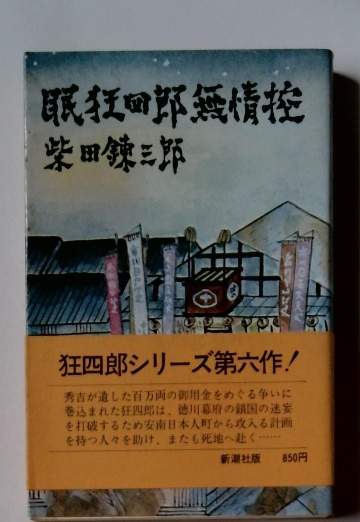 眠狂四郎無情控
柴田錬三郎
狂四郎シリーズ第六作!
秀吉が遺した百万両の御用金をめぐる争いに
巻込まれた狂四郎は、徳川幕府の鎖国の迷妄
を打破するため安南日本人町から攻入る計画
を持つ人々を助け、またも死地へ赴く……
新潮社版 850円